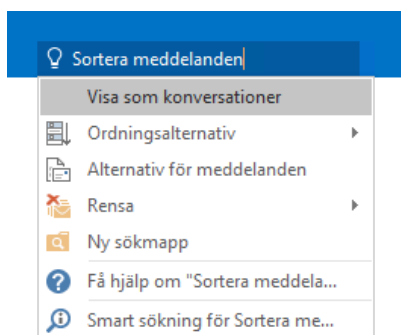 Sortera meddelanden
Visa som konversationer
Ordningsalternativ
Alternativ för meddelanden
Rensa
Ny sökmapp
Få hjälp om "Sortera meddela...
Smart sökning för Sortera me...